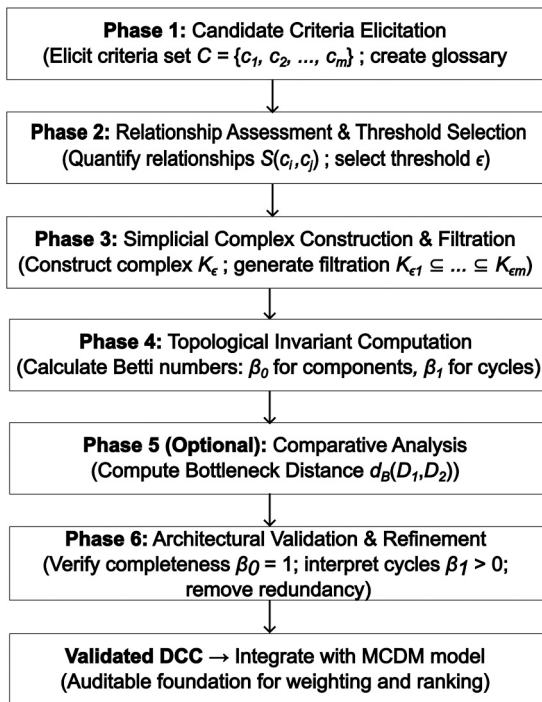 Phase 1: Candidate Criteria Elicitation
(Elicit criteria set C = {c₁, c₂, ..., cₘ} ; create glossary
Phase 2: Relationship Assessment & Threshold Selection
(Quantify relationships S(cᵢ,cⱼ) ; select threshold ϵ)
Phase 3: Simplicial Complex Construction & Filtration
(Construct complex Kϵ ; generate filtration Kϵ1 ⊆ ... ⊆ Kϵm)
Phase 4: Topological Invariant Computation
(Calculate Betti numbers: β₀ for components, β₁ for cycles)
Phase 5 (Optional): Comparative Analysis
(Compute Bottleneck Distance d_B(D₁,D₂))
Phase 6: Architectural Validation & Refinement
(Verify completeness β0 = 1; interpret cycles β1 > 0;
remove redundancy)
Validated DCC → Integrate with MCDM model
(Auditable foundation for weighting and ranking)